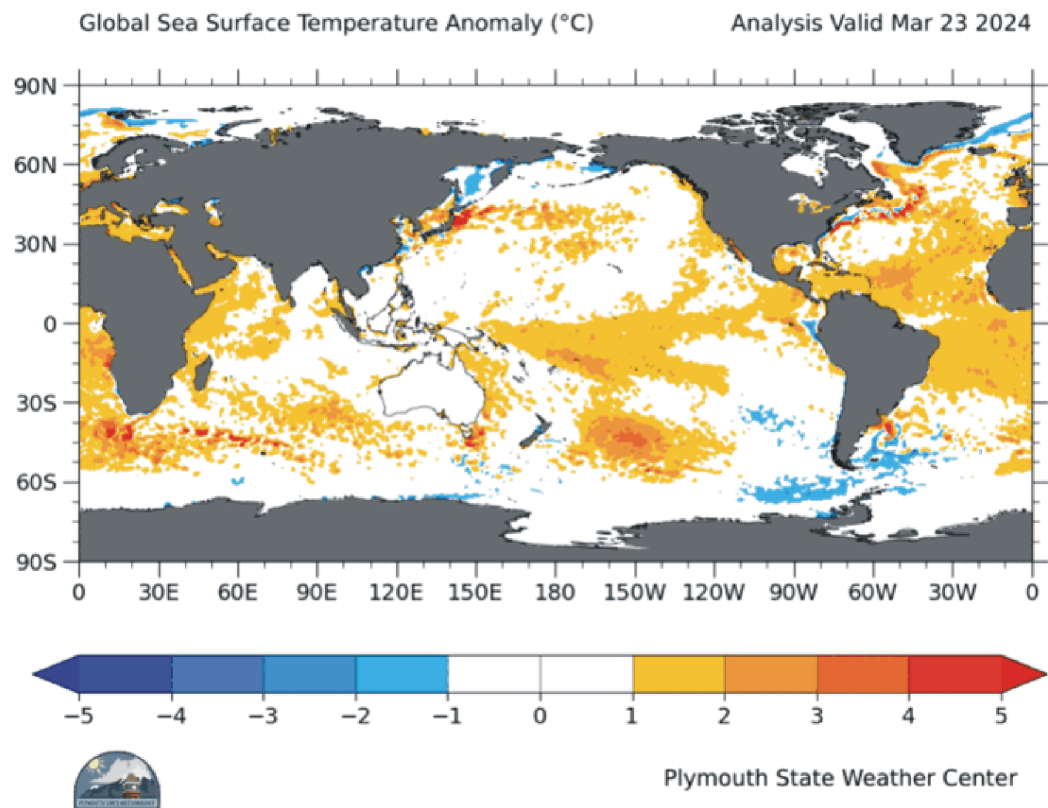 Global Sea Surface Temperature Anomaly (°C) Analysis Valid Mar 23 2024
90N
60N
30N
0
30S
60S
90S
0 30E 60E 90E 120E 150E 180 150W 120W 90W 60W 30W 0
−5 −4 −3 −2 −1 0 1 2 3 4 5
Plymouth State Weather Center